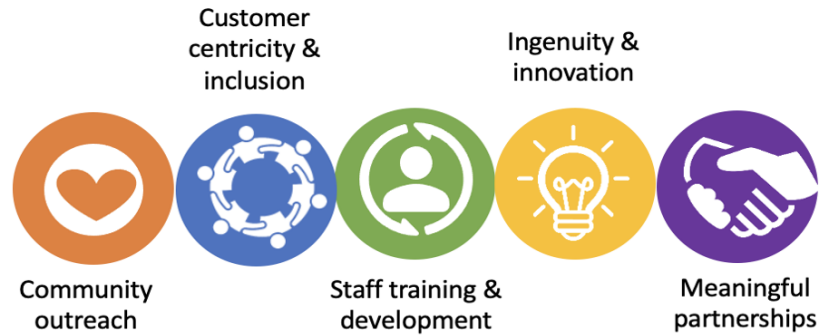 Customer
centricity &
inclusion
Ingenuity &
innovation
Community
outreach
Staff training &
development
Meaningful
partnerships